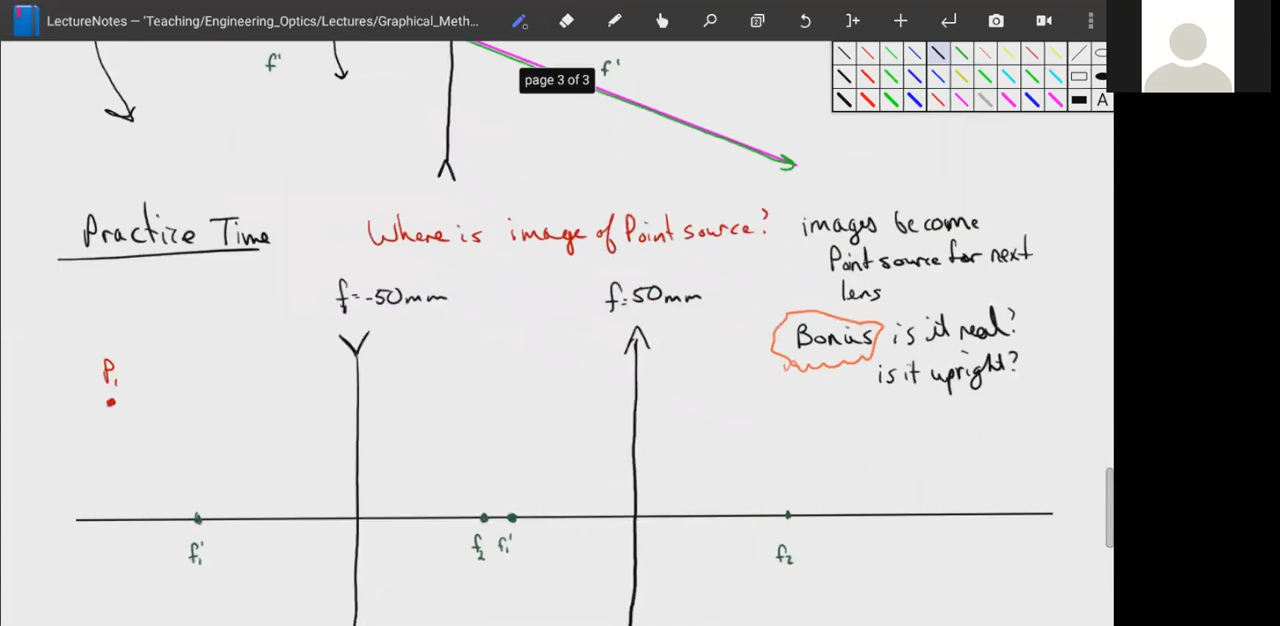 LectureNotes — 'Teaching/Engineering_Optics/Lectures/Graphical_Meth...
f'
f'
page 3 of 3
A
Practice Time
Where is image of Point source?
images become
Point source for next
lens
f₁=-50mm
f=50mm
Bonus is it real?
is it upright?
P₁
f₁'
f₂
f₁'
f₂